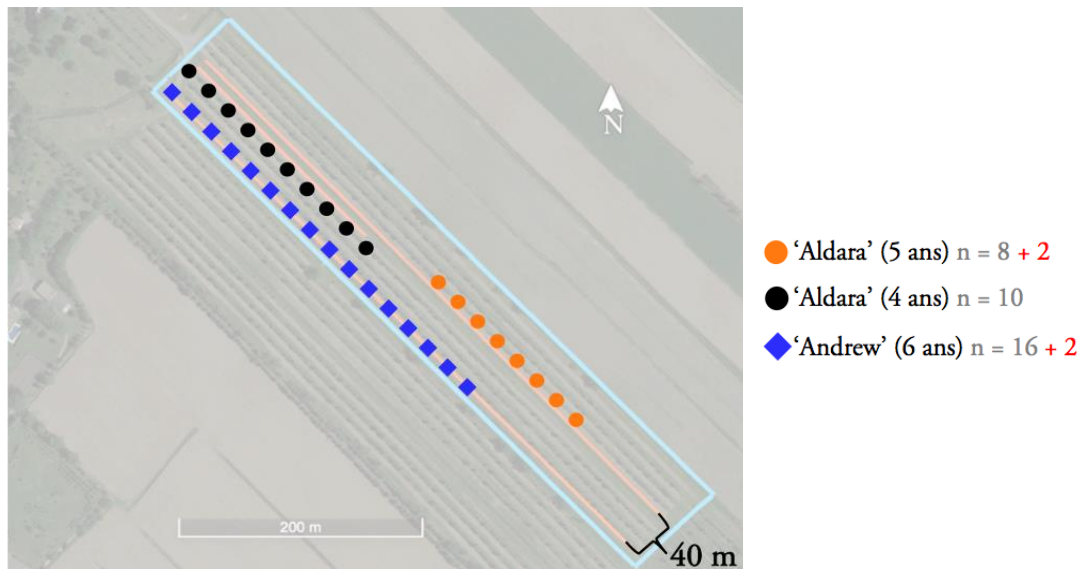 N
200 m
40 m
‘Aldara’ (5 ans) n = 8 + 2
‘Aldara’ (4 ans) n = 10
‘Andrew’ (6 ans) n = 16 + 2